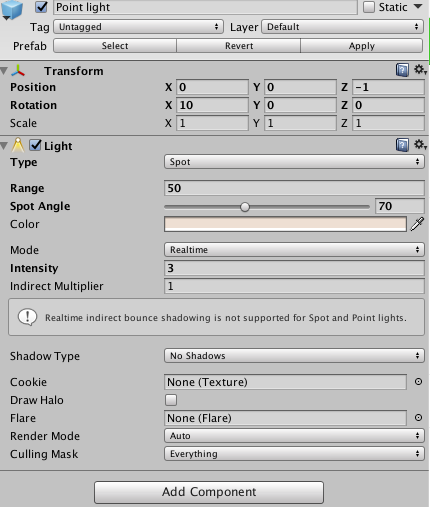 Point light Static
Tag Untagged Layer Default
Prefab Select Revert Apply
Transform
Position X 0 Y 0 Z -1
Rotation X 10 Y 0 Z 0
Scale X 1 Y 1 Z 1
Light
Type Spot
Range 50
Spot Angle 70
Color
Mode Realtime
Intensity 3
Indirect Multiplier 1
Realtime indirect bounce shadowing is not supported for Spot and Point lights.
Shadow Type No Shadows
Cookie None (Texture)
Draw Halo
Flare None (Flare)
Render Mode Auto
Culling Mask Everything
Add Component